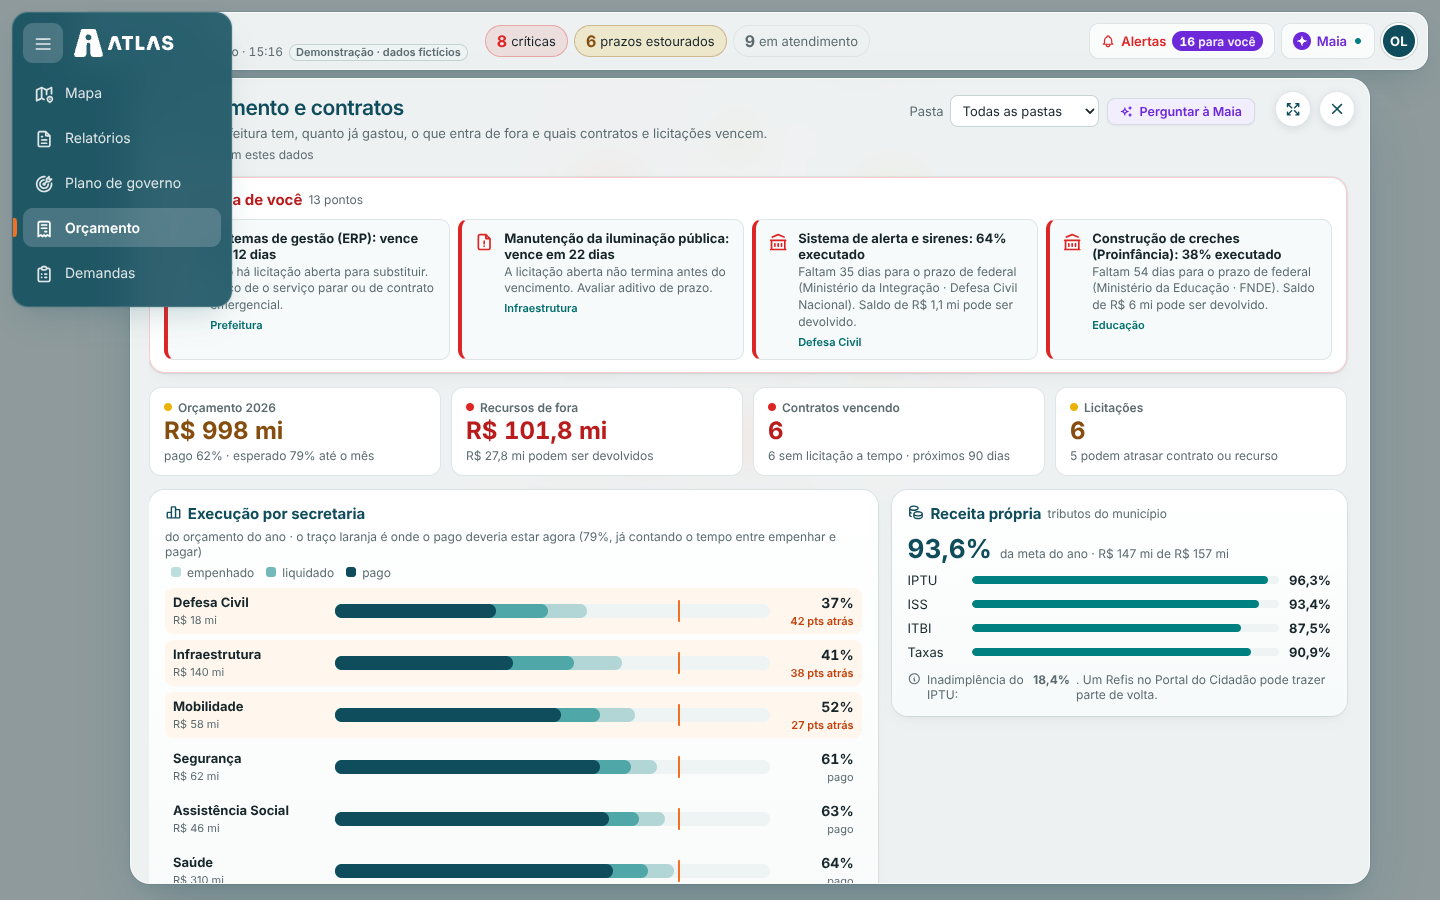 ATLAS
Mapa
Relatórios
Plano de governo
Orçamento
Demandas
o · 15:16
Demonstração · dados fictícios
8 críticas
6 prazos estourados
9 em atendimento
Alertas
16 para você
Maia
OL
mento e contratos
feitura tem, quanto já gastou, o que entra de fora e quais contratos e licitações vencem.
m estes dados
Pasta
Todas as pastas
Perguntar à Maia
a de você 13 pontos
temas de gestão (ERP): vence
12 dias
há licitação aberta para substituir.
co de o serviço parar ou de contrato
emergencial.
Prefeitura
Manutenção da iluminação pública:
vence em 22 dias
A licitação aberta não termina antes do
vencimento. Avaliar aditivo de prazo.
Infraestrutura
Sistema de alerta e sirenes: 64%
executado
Faltam 35 dias para o prazo de federal
(Ministério da Integração · Defesa Civil
Nacional). Saldo de R$ 1,1 mi pode ser
devolvido.
Defesa Civil
Construção de creches
(Proinfância): 38% executado
Faltam 54 dias para o prazo de federal
(Ministério da Educação · FNDE). Saldo
de R$ 6 mi pode ser devolvido.
Educação
Orçamento 2026
R$ 998 mi
pago 62% · esperado 79% até o mês
Recursos de fora
R$ 101,8 mi
R$ 27,8 mi podem ser devolvidos
Contratos vencendo
6
6 sem licitação a tempo · próximos 90 dias
Licitações
6
5 podem atrasar contrato ou recurso
Execução por secretaria
do orçamento do ano · o traço laranja é onde o pago deveria estar agora (79%, já contando o tempo entre empenhar e
pagar)
empenhado liquidado pago
Defesa Civil 37%
R$ 18 mi 42 pts atrás
Infraestrutura 41%
R$ 140 mi 38 pts atrás
Mobilidade 52%
R$ 58 mi 27 pts atrás
Segurança 61%
R$ 62 mi pago
Assistência Social 63%
R$ 46 mi pago
Saúde 64%
R$ 310 mi pago
Receita própria tributos do município
93,6% da meta do ano · R$ 147 mi de R$ 157 mi
IPTU 96,3%
ISS 93,4%
ITBI 87,5%
Taxas 90,9%
Inadimplência do 18,4% . Um Refis no Portal do Cidadão pode trazer
IPTU: parte de volta.